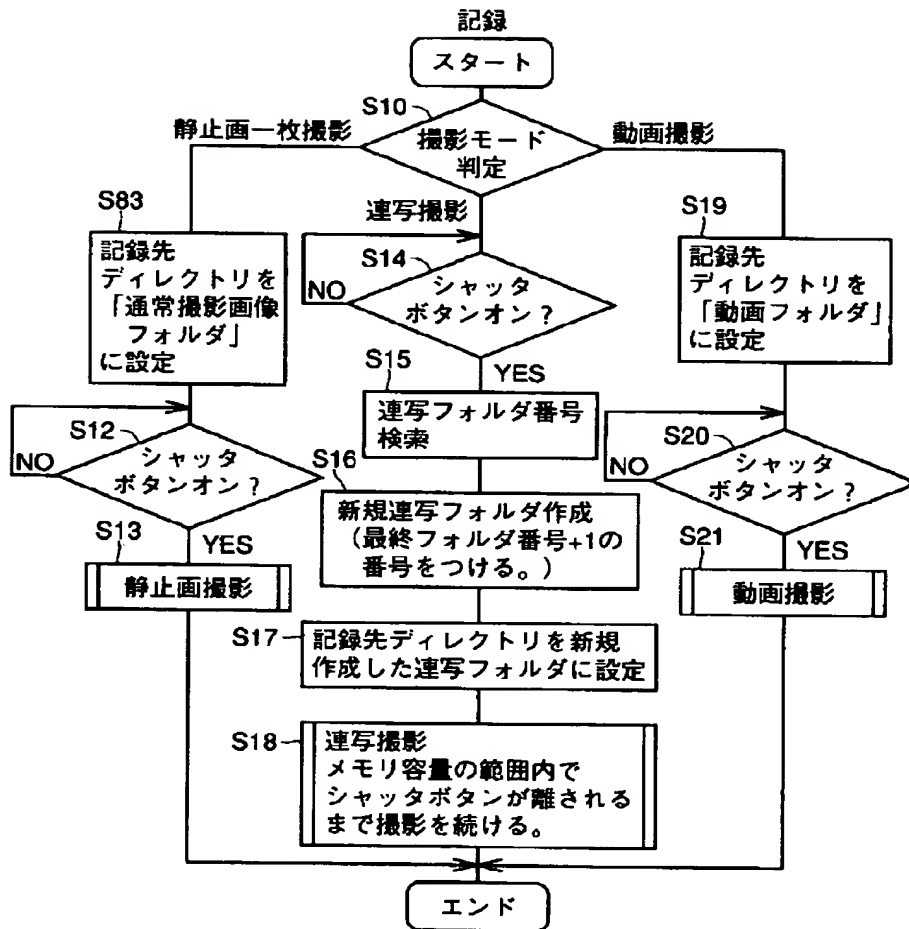 記録
スタート
S10
撮影モード
判定
静止画一枚撮影
動画撮影
連写撮影
S83
記録先
ディレクトリを
「通常撮影画像
フォルダ」
に設定
S12
シャッタ
ボタンオン?
NO
YES
S13
静止画撮影
S14
シャッタ
ボタンオン?
NO
YES
S15
連写フォルダ番号
検索
S16
新規連写フォルダ作成
(最終フォルダ番号+1の
番号をつける。)
S17
記録先ディレクトリを新規
作成した連写フォルダに設定
S18
連写撮影
メモリ容量の範囲内で
シャッタボタンが離される
まで撮影を続ける。
S19
記録先
ディレクトリを
「動画フォルダ」
に設定
S20
シャッタ
ボタンオン?
NO
YES
S21
動画撮影
エンド